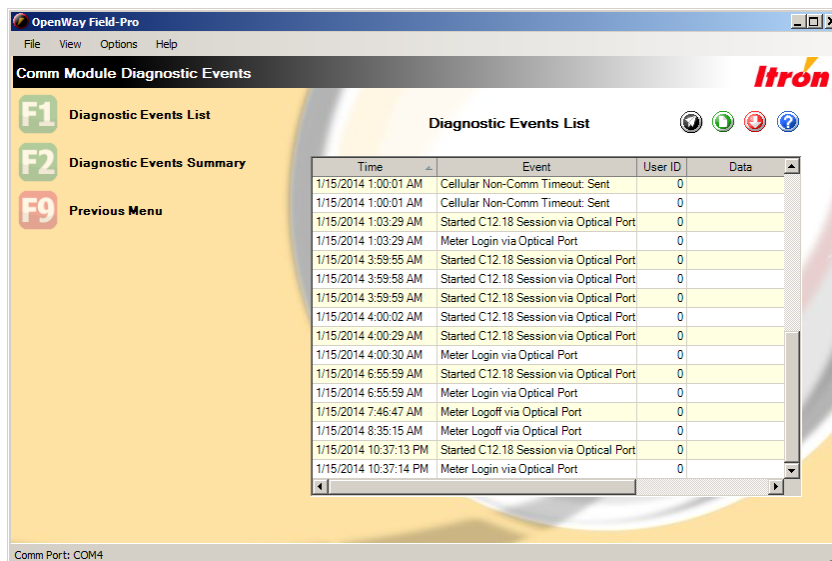 OpenWay Field-Pro
File View Options Help
Comm Module Diagnostic Events
Itrón
F1 Diagnostic Events List
F2 Diagnostic Events Summary
F9 Previous Menu
Diagnostic Events List
?
Time Event User ID Data
1/15/2014 1:00:01 AM Cellular Non-Comm Timeout: Sent 0
1/15/2014 1:00:01 AM Cellular Non-Comm Timeout: Sent 0
1/15/2014 1:03:29 AM Started C12.18 Session via Optical Port 0
1/15/2014 1:03:29 AM Meter Login via Optical Port 0
1/15/2014 3:59:55 AM Started C12.18 Session via Optical Port 0
1/15/2014 3:59:58 AM Started C12.18 Session via Optical Port 0
1/15/2014 3:59:59 AM Started C12.18 Session via Optical Port 0
1/15/2014 4:00:02 AM Started C12.18 Session via Optical Port 0
1/15/2014 4:00:29 AM Started C12.18 Session via Optical Port 0
1/15/2014 4:00:30 AM Meter Login via Optical Port 0
1/15/2014 6:55:59 AM Started C12.18 Session via Optical Port 0
1/15/2014 6:55:59 AM Meter Login via Optical Port 0
1/15/2014 7:46:47 AM Meter Logoff via Optical Port 0
1/15/2014 8:35:15 AM Meter Logoff via Optical Port 0
1/15/2014 10:37:13 PM Started C12.18 Session via Optical Port 0
1/15/2014 10:37:14 PM Meter Login via Optical Port 0
Comm Port: COM4